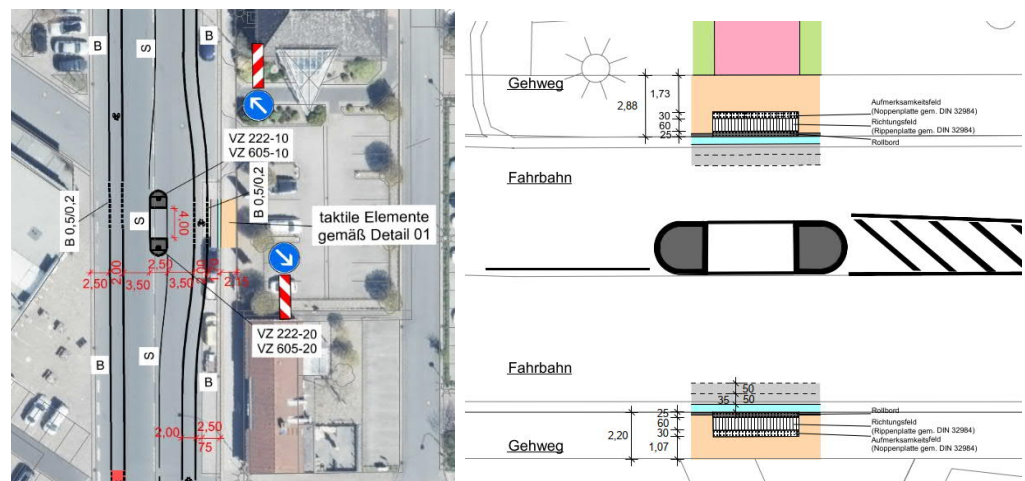 B
S
B
VZ 222-10
VZ 605-10
B 0,5/0,2
B 0,5/0,2
S
4,00
taktile Elemente
gemäß Detail 01
2,50
2,00
2,50
3,50
3,50
2,00
VZ 222-20
VZ 605-20
S
B
B
2,00
2,50
75
Gehweg
2,88
1,73
30
60
25
Aufmerksamkeitsfeld
(Noppenplatte gem. DIN 32984)
Richtungsfeld
(Rippenplatte gem. DIN 32984)
Rollbord
Fahrbahn
Fahrbahn
50
35
50
25
60
30
2,20
1,07
Rollbord
Richtungsfeld
(Rippenplatte gem. DIN 32984)
Aufmerksamkeitsfeld
(Noppenplatte gem. DIN 32984)
Gehweg